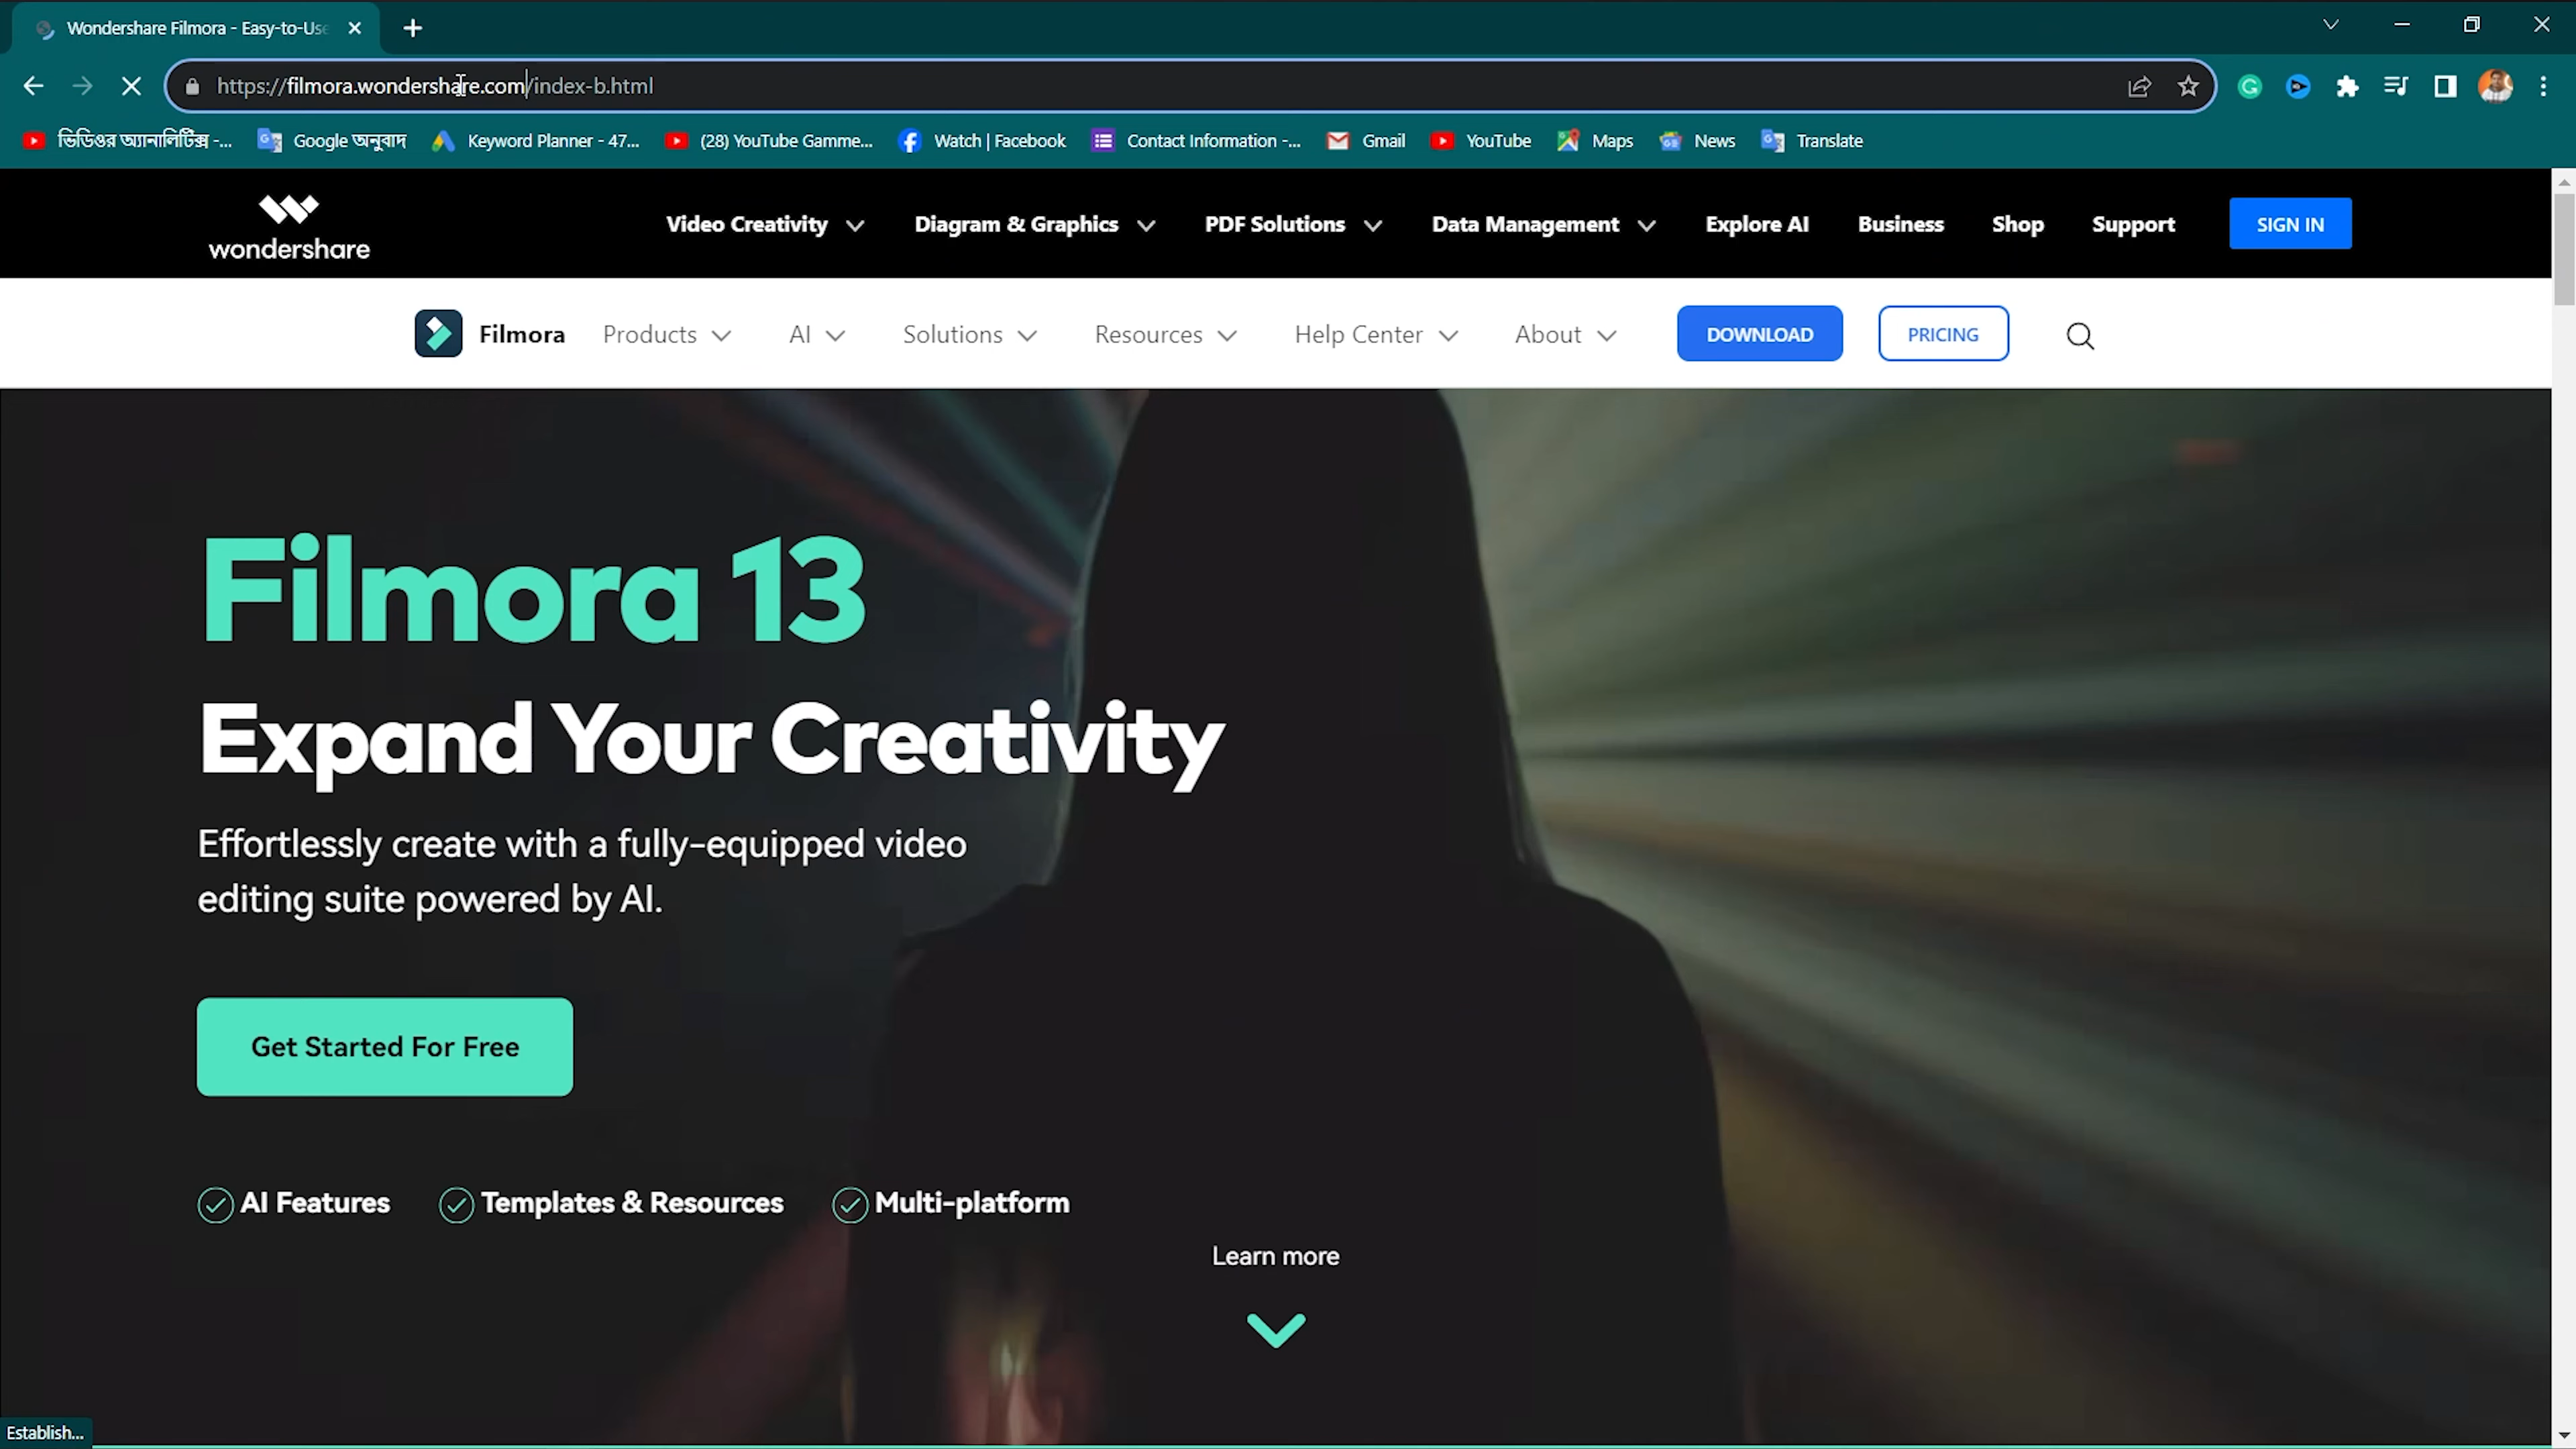 Wondershare Filmora - Easy-to-Use
https://filmora.wondershare.com/index-b.html
ভিডিওর অ্যানালিটিক্স -...
Google অনুবাদ
Keyword Planner - 47...
(28) YouTube Gamme...
Watch | Facebook
Contact Information -...
Gmail
YouTube
Maps
News
Translate
wondershare
Video Creativity
Diagram & Graphics
PDF Solutions
Data Management
Explore AI
Business
Shop
Support
SIGN IN
Filmora
Products
AI
Solutions
Resources
Help Center
About
DOWNLOAD
PRICING
Filmora 13
Expand Your Creativity
Effortlessly create with a fully-equipped video
editing suite powered by AI.
Get Started For Free
AI Features
Templates & Resources
Multi-platform
Learn more
Establish...